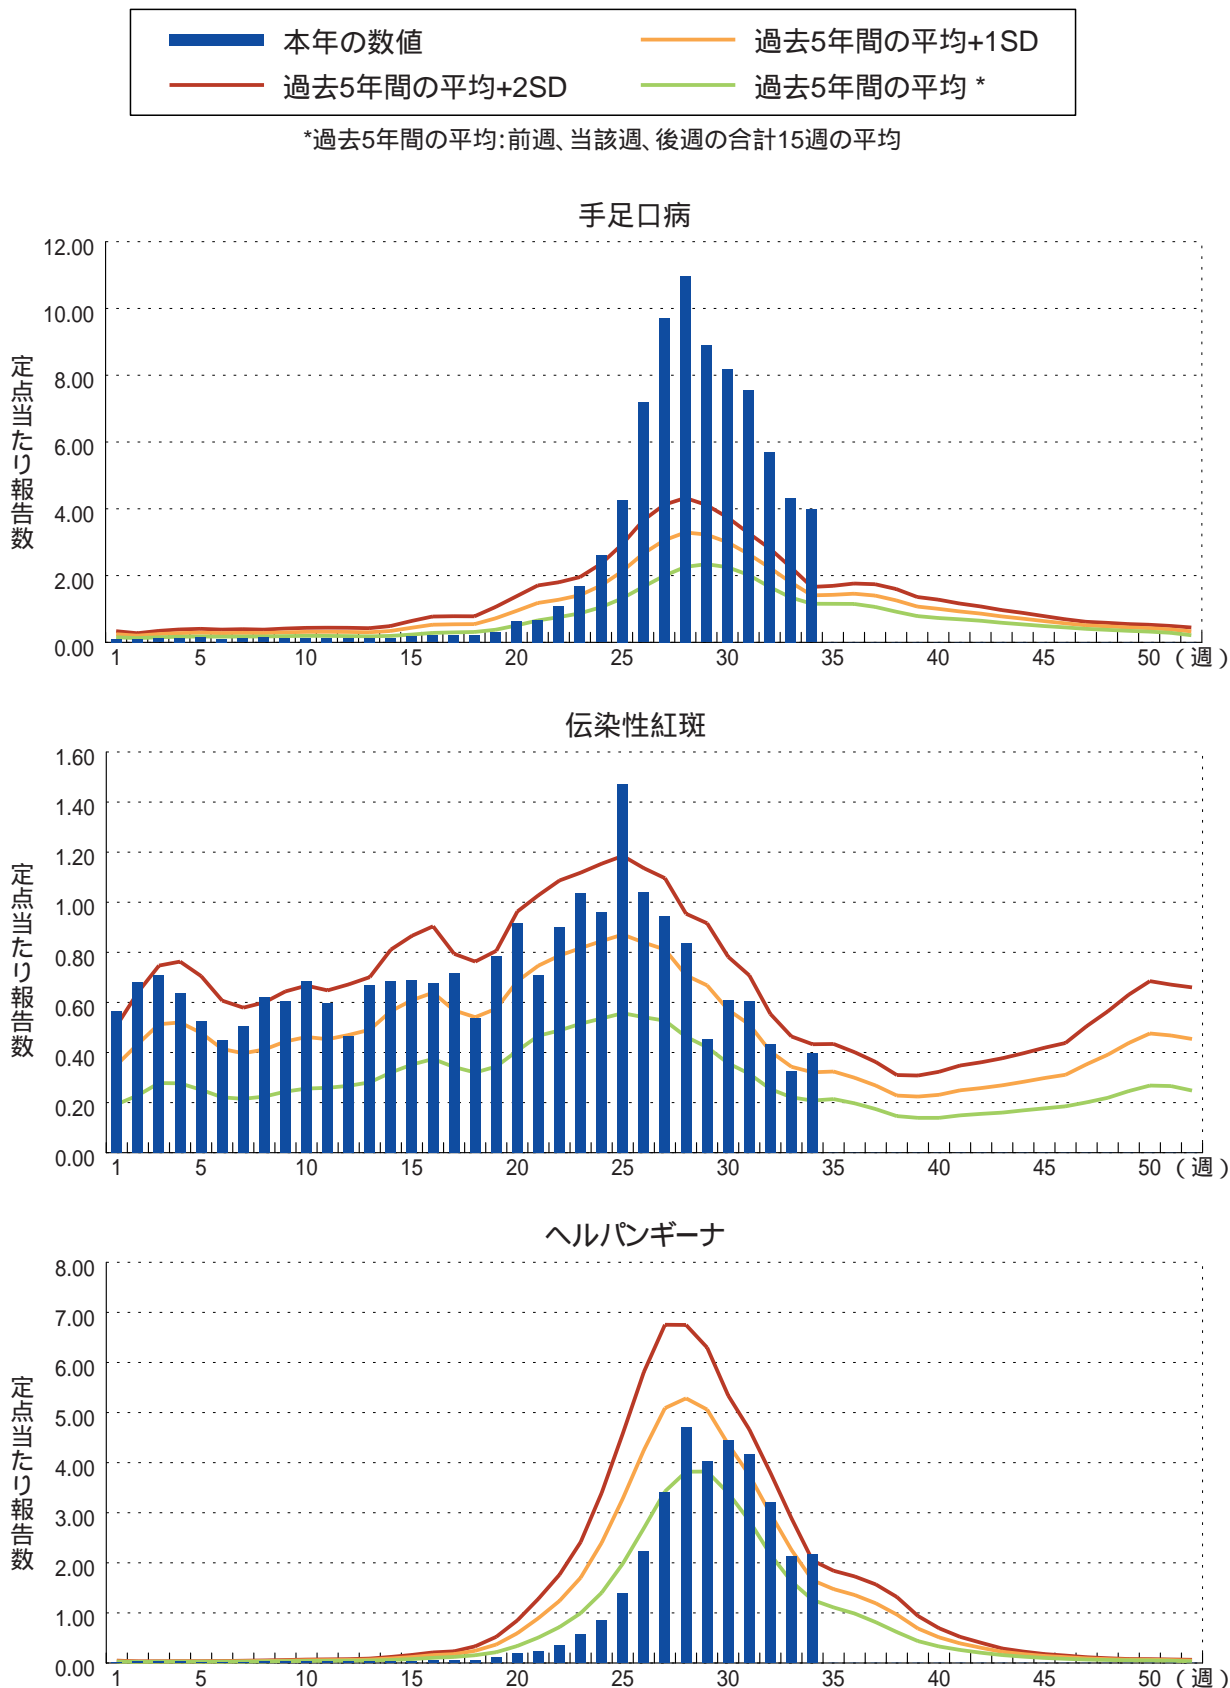 本年の数値
過去5年間の平均+1SD
過去5年間の平均+2SD
過去5年間の平均 *
*過去5年間の平均:前週、当該週、後週の合計15週の平均
手足口病
定点当たり報告数
12.00
10.00
8.00
6.00
4.00
2.00
0.00
1 5 10 15 20 25 30 35 40 45 50 (週)
伝染性紅斑
定点当たり報告数
1.60
1.40
1.20
1.00
0.80
0.60
0.40
0.20
0.00
1 5 10 15 20 25 30 35 40 45 50 (週)
ヘルパンギーナ
定点当たり報告数
8.00
7.00
6.00
5.00
4.00
3.00
2.00
1.00
0.00
1 5 10 15 20 25 30 35 40 45 50 (週)